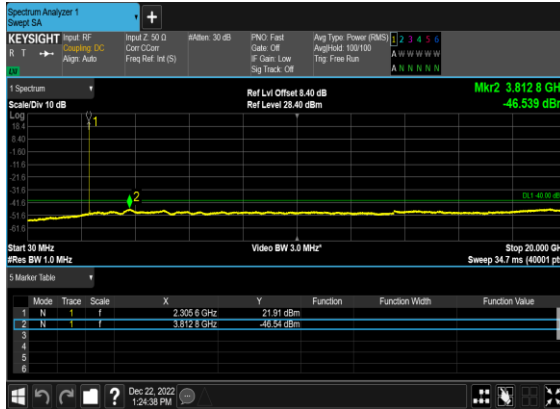 Spectrum Analyzer 1
Swept SA
+
KEYSIGHT Input: RF Input Z: 50 Ω #Atten: 30 dB PNO: Fast Avg Type: Power (RMS) 1 2 3 4 5 6
R T Coupling: DC Corr CCorr Gate: Off Avg|Hold: 100/100 A W W W W W
Align: Auto Freq Ref: Int (S) IF Gain: Low Trig: Free Run
LU Sig Track: Off A N N N N N
1 Spectrum Ref Lvl Offset 8.40 dB Mkr2 3.812 8 GH
Scale/Div 10 dB Ref Level 28.40 dBm -46.539 dB
Log
18.4 1
8.40
-1.60
-11.6
-21.6
-31.6 2 DL1 -40.00 dB
-41.6
-51.6
-61.6
Start 30 MHz Video BW 3.0 MHz* Stop 20.000 GH
#Res BW 1.0 MHz Sweep 34.7 ms (40001 pt
5 Marker Table
Mode Trace Scale X Y Function Function Width Function Value
1 N 1 f 2.305 6 GHz 21.91 dBm
2 N 1 f 3.812 8 GHz -46.54 dBm
3
4
5
6
? Dec 22, 2022
1:24:38 PM